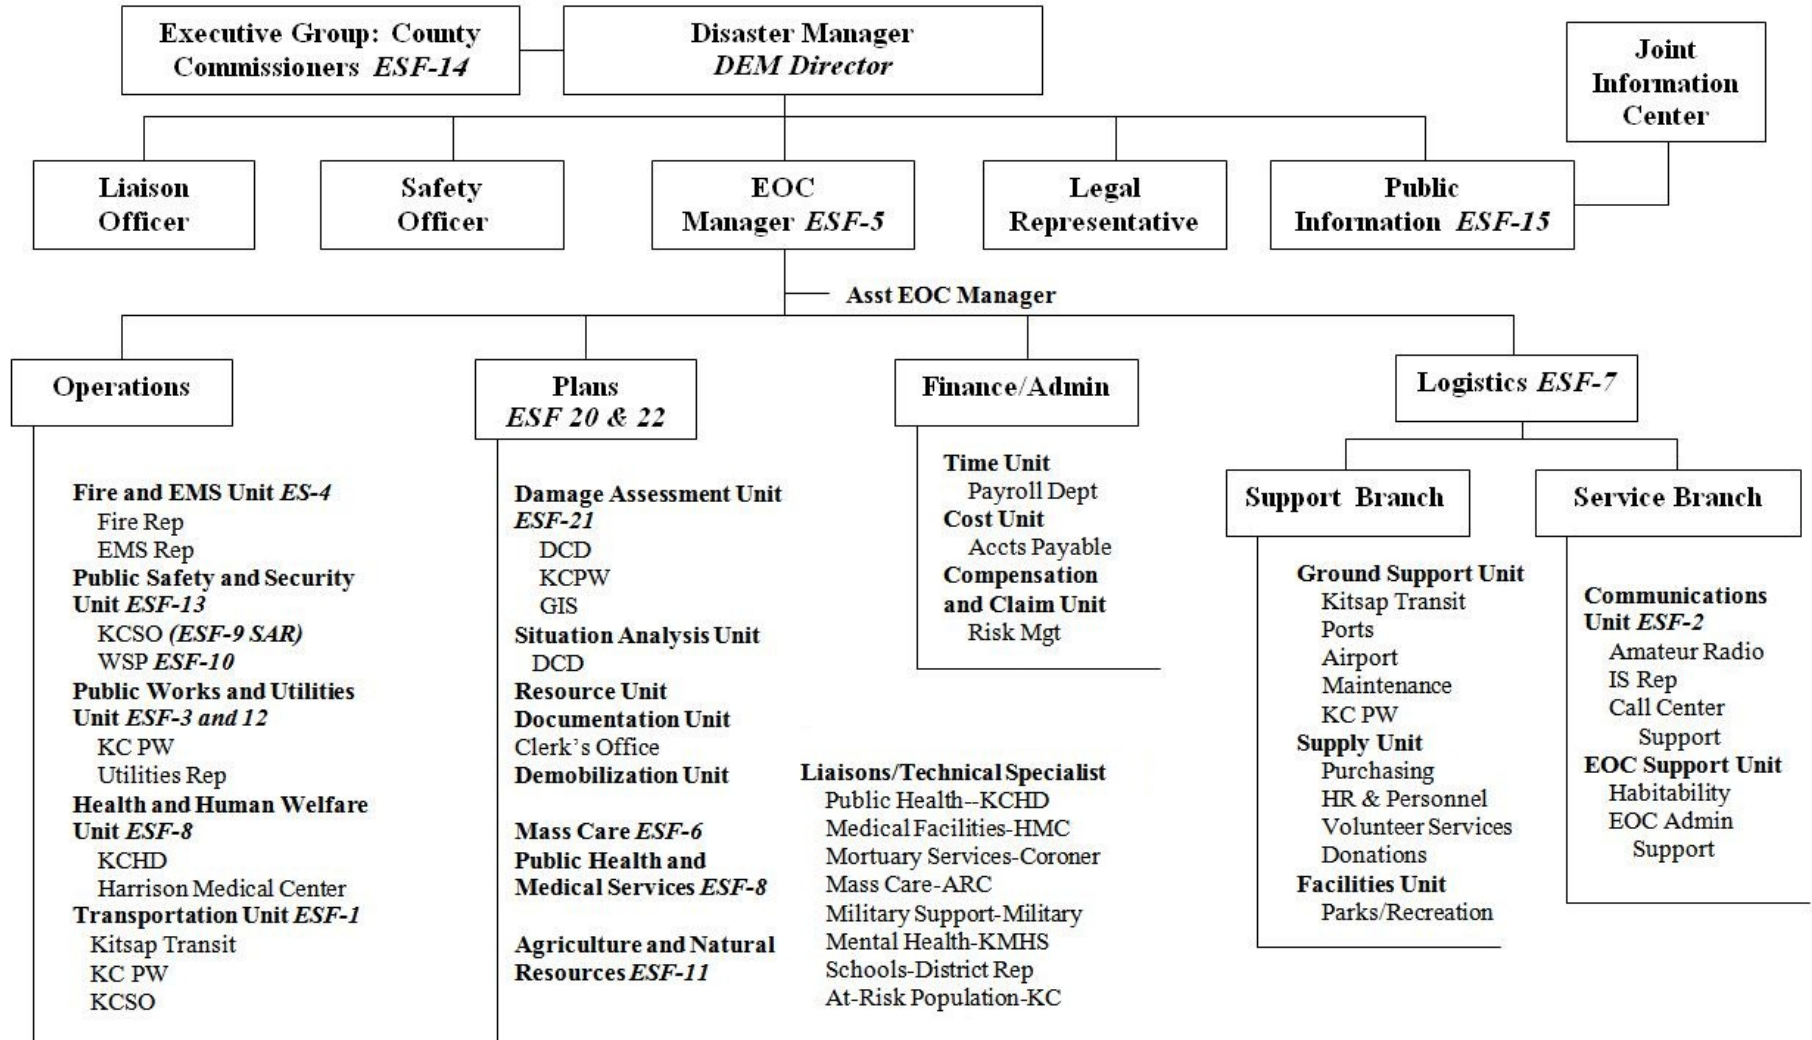 Executive Group: County
Commissioners ESF-14
Disaster Manager
DEM Director
Joint
Information
Center
Liaison
Officer
Safety
Officer
EOC
Manager ESF-5
Legal
Representative
Public
Information ESF-15
Asst EOC Manager
Operations
Fire and EMS Unit ES-4
Fire Rep
EMS Rep
Public Safety and Security
Unit ESF-13
KCSO (ESF-9 SAR)
WSP ESF-10
Public Works and Utilities
Unit ESF-3 and 12
KC PW
Utilities Rep
Health and Human Welfare
Unit ESF-8
KCHD
Harrison Medical Center
Transportation Unit ESF-1
Kitsap Transit
KC PW
KCSO
Plans
ESF 20 & 22
Damage Assessment Unit
ESF-21
DCD
KCPW
GIS
Situation Analysis Unit
DCD
Resource Unit
Documentation Unit
Clerk's Office
Demobilization Unit
Mass Care ESF-6
Public Health and
Medical Services ESF-8
Agriculture and Natural
Resources ESF-11
Liaisons/Technical Specialist
Public Health--KCHD
Medical Facilities-HMC
Mortuary Services-Coroner
Mass Care-ARC
Military Support-Military
Mental Health-KMHS
Schools-District Rep
At-Risk Population-KC
Finance/Admin
Time Unit
Payroll Dept
Cost Unit
Accts Payable
Compensation
and Claim Unit
Risk Mgt
Logistics ESF-7
Support Branch
Ground Support Unit
Kitsap Transit
Ports
Airport
Maintenance
KC PW
Supply Unit
Purchasing
HR & Personnel
Volunteer Services
Donations
Facilities Unit
Parks/Recreation
Service Branch
Communications
Unit ESF-2
Amateur Radio
IS Rep
Call Center
Support
EOC Support Unit
Habitability
EOC Admin
Support